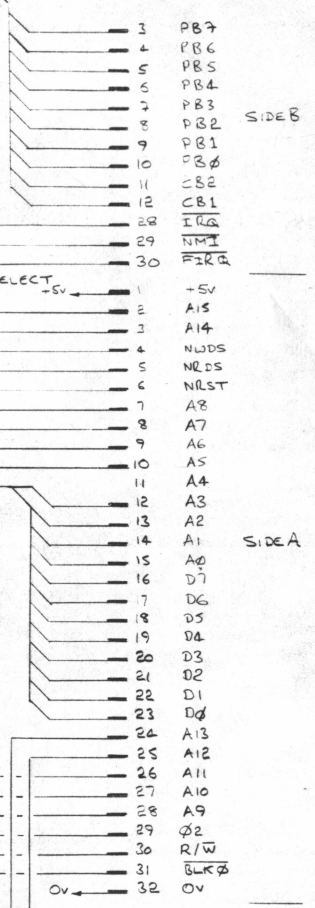 3 PB7
4 PB6
5 PB5
6 PB4
7 PB3
SIDE B
8 PB2
9 PB1
10 PBØ
11 CB2
12 CB1
28 I̅R̅Q̅
29 N̅M̅I̅
30 F̅I̅R̅Q̅
ELECT
+5v 1 +5v
2 A15
3 A14
4 NWDS
5 NRDS
6 NRST
7 A8
8 A7
9 A6
10 A5
11 A4
12 A3
13 A2
14 A1 SIDE A
15 AØ
16 D7
17 D6
18 D5
19 D4
20 D3
21 D2
22 D1
23 DØ
24 A13
25 A12
26 A11
27 A10
28 A9
29 Ø2
30 R/W̅
31 B̅L̅K̅Ø̅
0v 32 0V